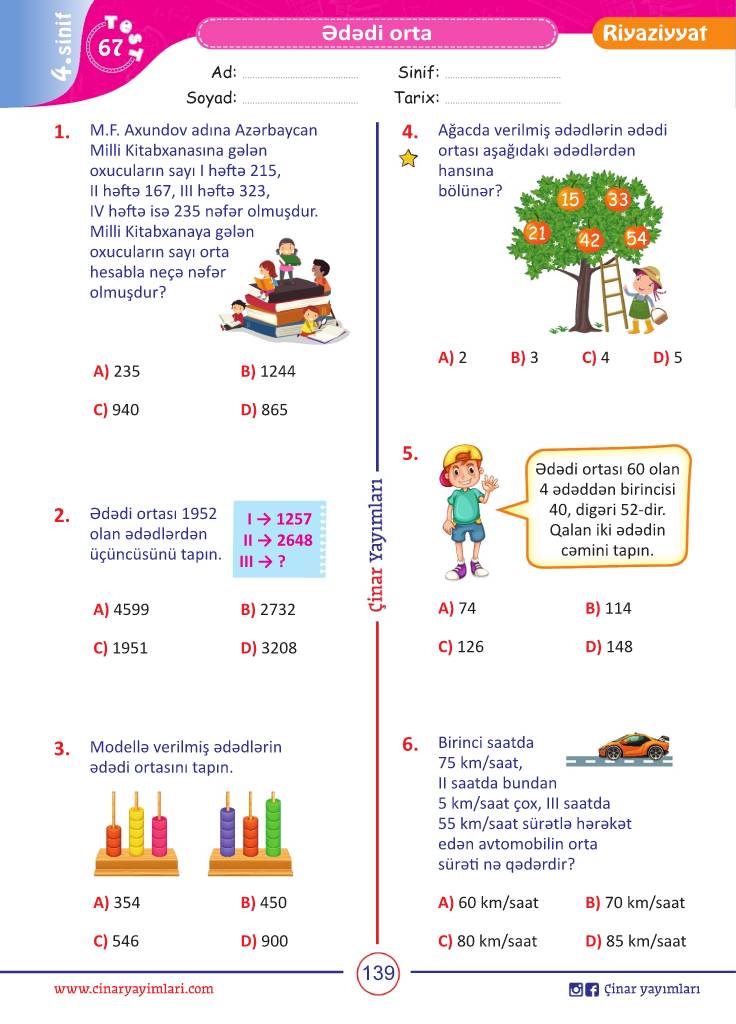 4.sinif
Test
67
Ədədi orta
Riyaziyyat
Ad: Sinif:
Soyad: Tarix:
1. M.F. Axundov adına Azərbaycan
Milli Kitabxanasına gələn
oxucuların sayı I həftə 215,
II həftə 167, III həftə 323,
IV həftə isə 235 nəfər olmuşdur.
Milli Kitabxanaya gələn
oxucuların sayı orta
hesabla neçə nəfər
olmuşdur?
A) 235 B) 1244
C) 940 D) 865
2. Ədədi ortası 1952
olan ədədlərdən
üçüncüsünü tapın.
I → 1257
II → 2648
III → ?
A) 4599 B) 2732
C) 1951 D) 3208
3. Modellə verilmiş ədədlərin
ədədi ortasını tapın.
A) 354 B) 450
C) 546 D) 900
Çinar Yayımları
4. Ağacda verilmiş ədədlərin ədədi
ortası aşağıdakı ədədlərdən
hansına
bölünər?
15 33
21 42 54
A) 2 B) 3 C) 4 D) 5
5. Ədədi ortası 60 olan
4 ədəddən birincisi
40, digəri 52-dir.
Qalan iki ədədin
cəmini tapın.
A) 74 B) 114
C) 126 D) 148
6. Birinci saatda
75 km/saat,
II saatda bundan
5 km/saat çox, III saatda
55 km/saat sürətlə hərəkət
edən avtomobilin orta
sürəti nə qədərdir?
A) 60 km/saat B) 70 km/saat
C) 80 km/saat D) 85 km/saat
139
www.cinaryayimlari.com
Çinar yayımları